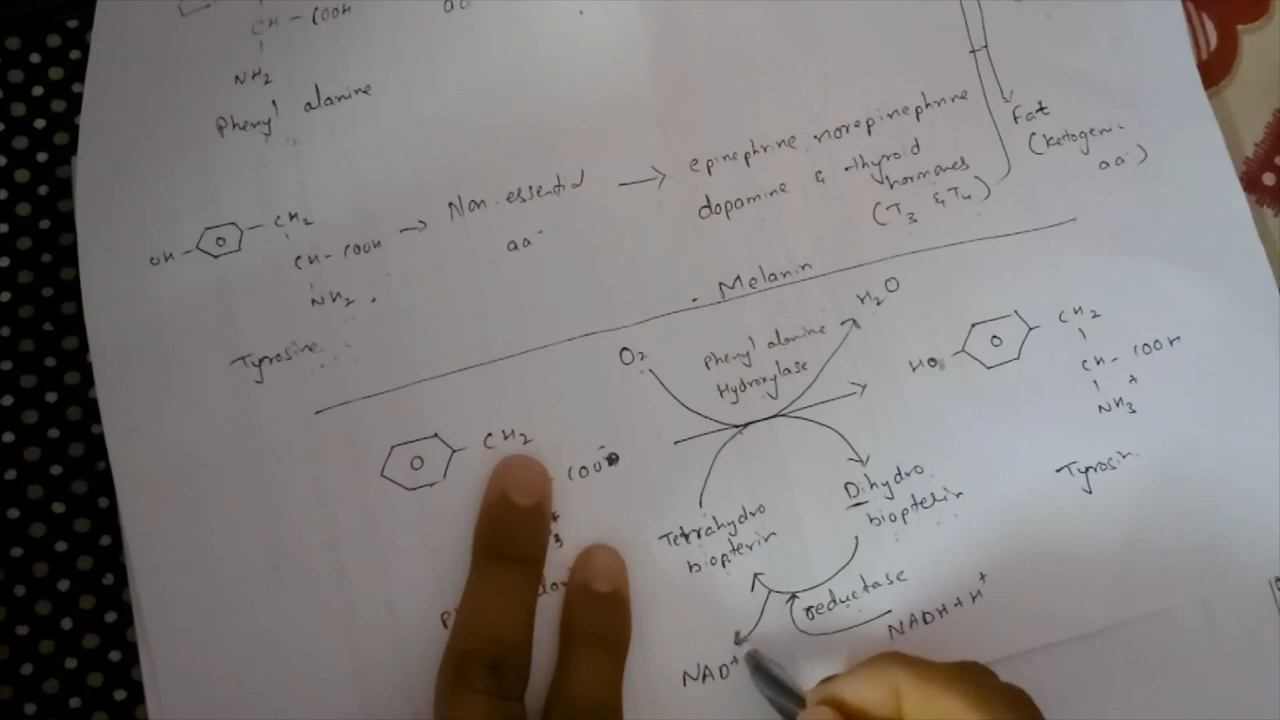 CH - COOH
NH2
Phenyl alanine
Fat
(Ketogenic
aa)
OH CH2
CH - COOH
NH2
Tyrosine
→ Non essential
aa
→ epinephrine norepinephrine
dopamine & thyroid
hormones
(T3 & T4)
Melanin
O2
Phenyl alanine
Hydroxylase
H2O
CH2
COO
HO CH2
CH - COOH
NH3+
Tyrosin
Tetrahydro
biopterin
Dihydro
biopterin
reductase
NADH + H+
NAD+